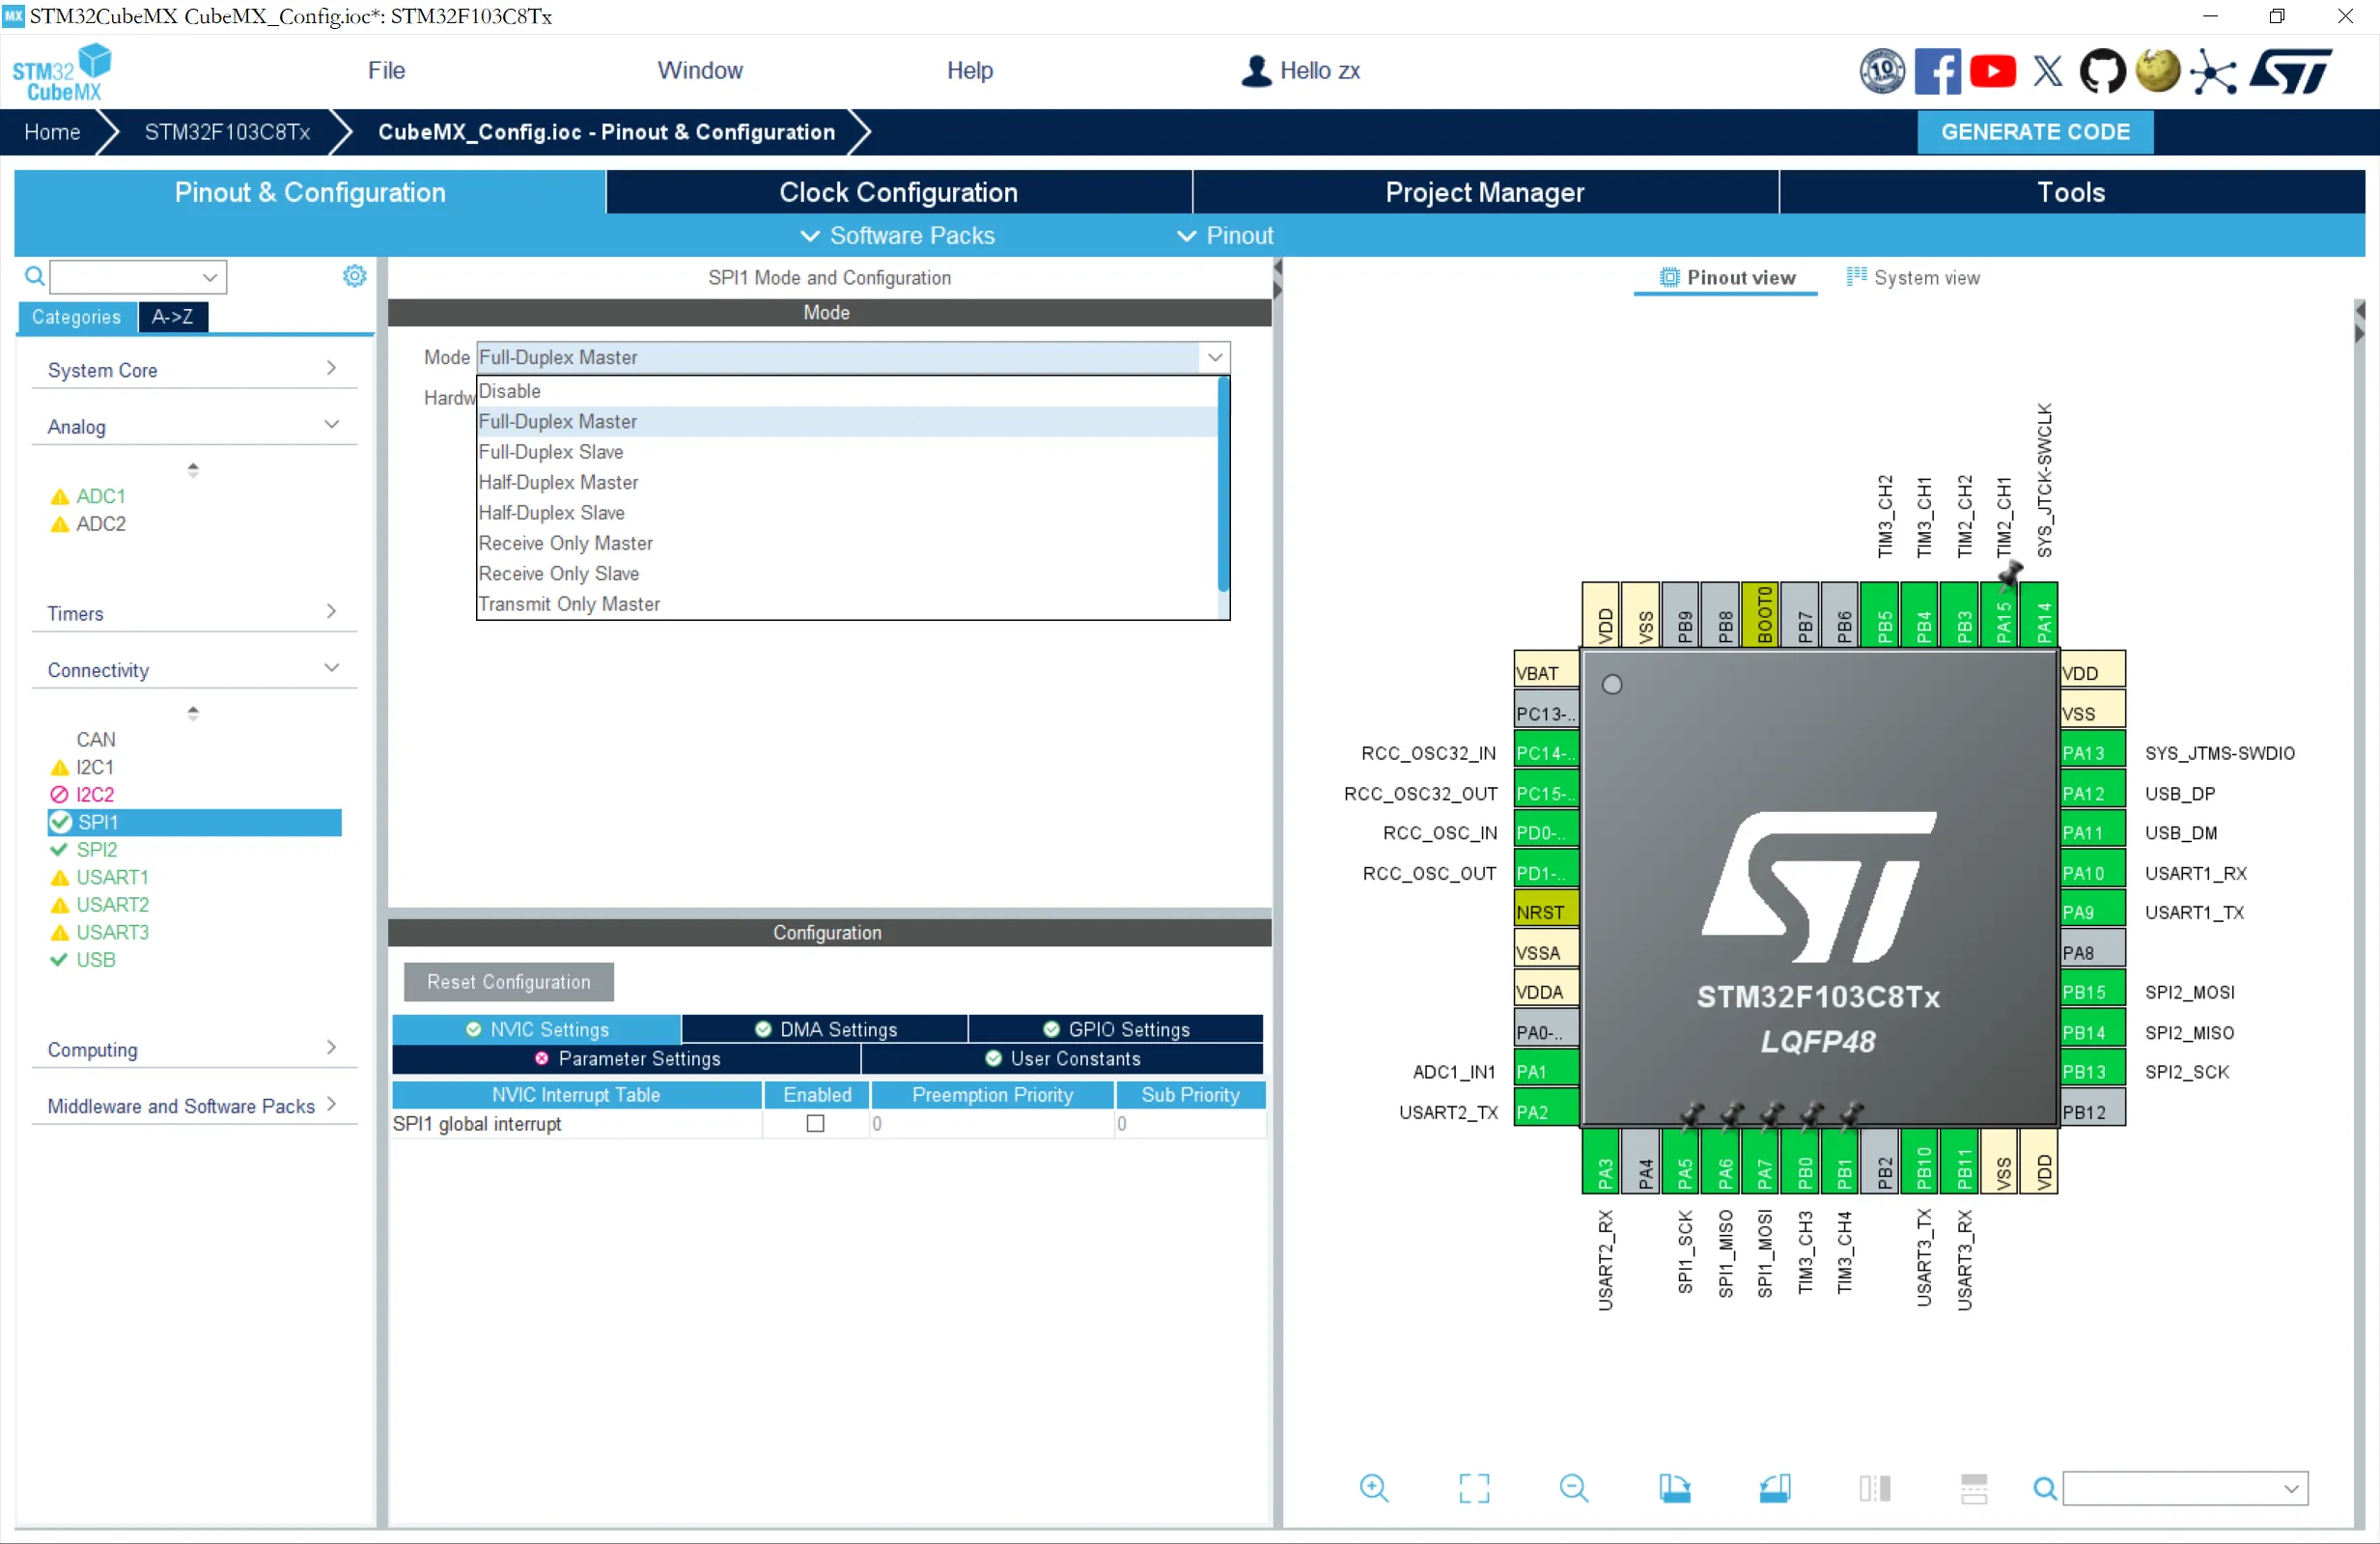 MX STM32CubeMX CubeMX_Config.ioc*: STM32F103C8Tx
STM32
CubeMX
File
Window
Help
Hello zx
10
Home
STM32F103C8Tx
CubeMX_Config.ioc - Pinout & Configuration
GENERATE CODE
Pinout & Configuration
Clock Configuration
Project Manager
Tools
Software Packs
Pinout
Categories
A->Z
System Core
Analog
ADC1
ADC2
Timers
Connectivity
CAN
I2C1
I2C2
SPI1
SPI2
USART1
USART2
USART3
USB
Computing
Middleware and Software Packs
SPI1 Mode and Configuration
Mode
Mode Full-Duplex Master
Hardw
Disable
Full-Duplex Master
Full-Duplex Slave
Half-Duplex Master
Half-Duplex Slave
Receive Only Master
Receive Only Slave
Transmit Only Master
Configuration
Reset Configuration
NVIC Settings
DMA Settings
GPIO Settings
Parameter Settings
User Constants
NVIC Interrupt Table
Enabled
Preemption Priority
Sub Priority
SPI1 global interrupt
0
0
Pinout view
System view
TIM3_CH2
TIM3_CH1
TIM2_CH2
TIM2_CH1
SYS_JTCK-SWCLK
VDD
VSS
PB9
PB8
BOOT0
PB7
PB6
PB5
PB4
PB3
PA15
PA14
VBAT
PC13-..
RCC_OSC32_IN PC14-..
RCC_OSC32_OUT PC15-..
RCC_OSC_IN PD0-..
RCC_OSC_OUT PD1-..
NRST
VSSA
VDDA
PA0-..
ADC1_IN1 PA1
USART2_TX PA2
STM32F103C8Tx
LQFP48
VDD
VSS
PA13 SYS_JTMS-SWDIO
PA12 USB_DP
PA11 USB_DM
PA10 USART1_RX
PA9 USART1_TX
PA8
PB15 SPI2_MOSI
PB14 SPI2_MISO
PB13 SPI2_SCK
PB12
PA3
PA4
PA5
PA6
PA7
PB0
PB1
PB2
PB10
PB11
VSS
VDD
USART2_RX
SPI1_SCK
SPI1_MISO
SPI1_MOSI
TIM3_CH3
TIM3_CH4
USART3_TX
USART3_RX